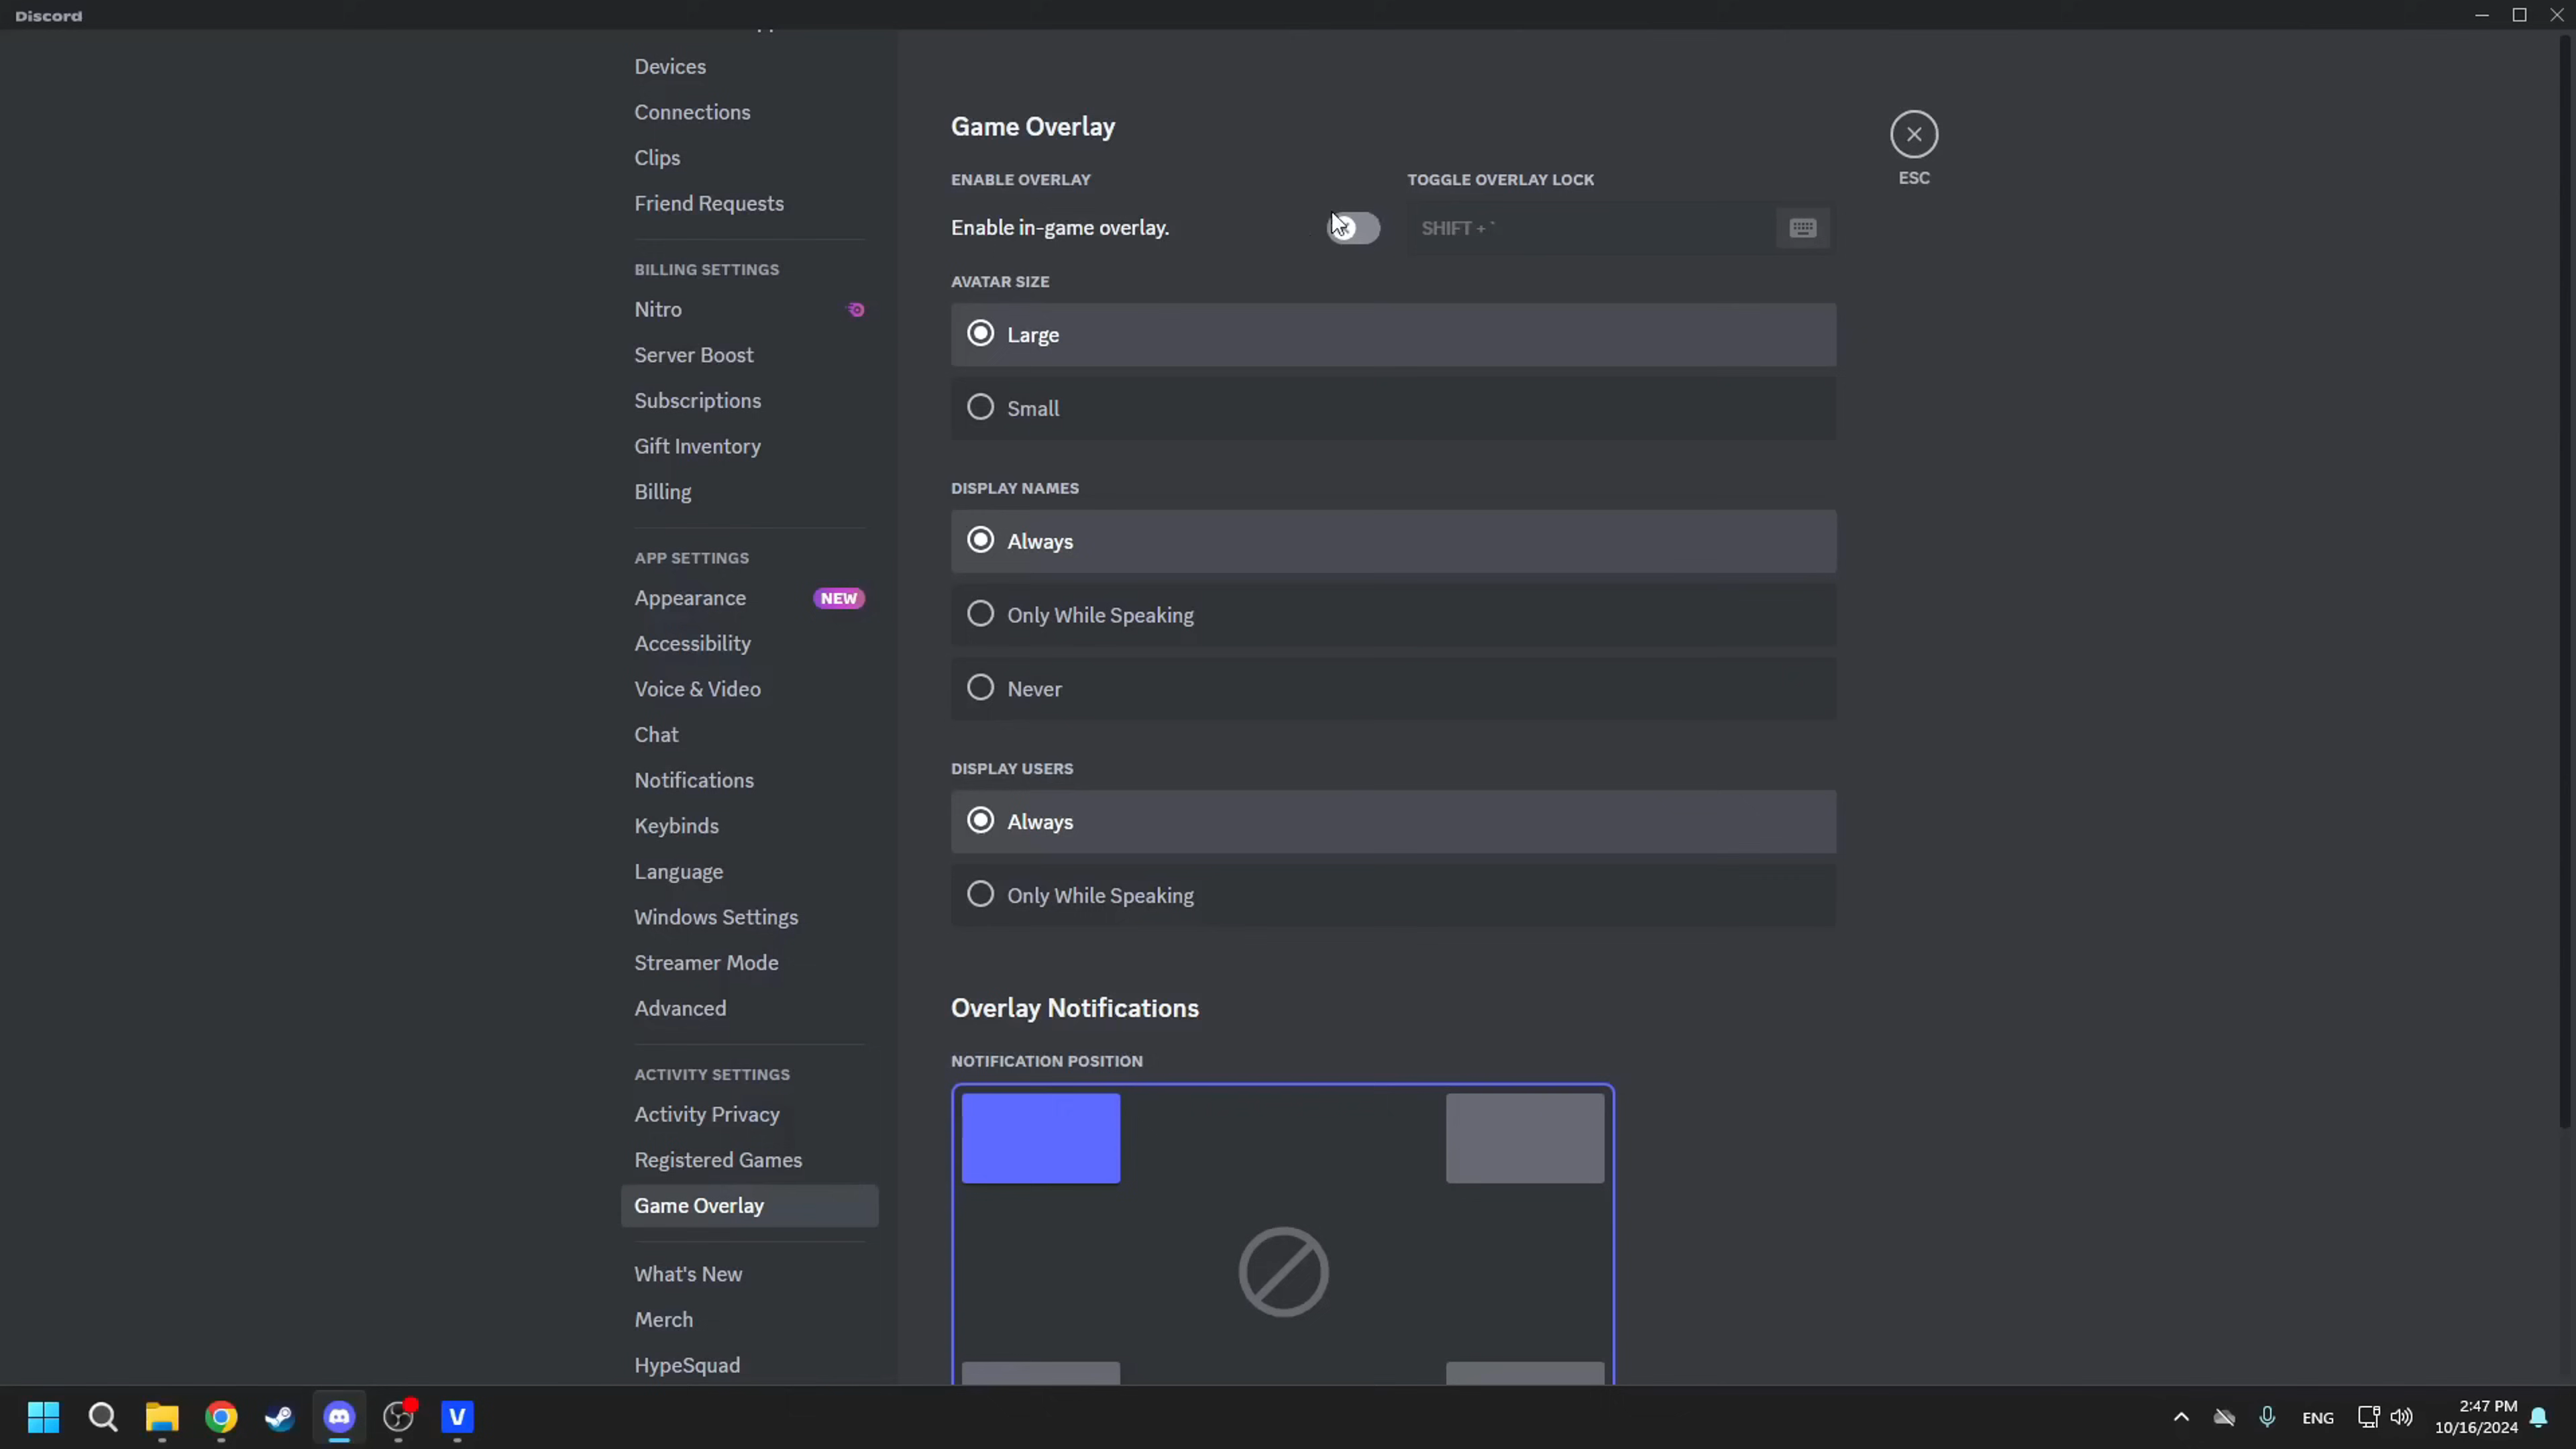 Discord
Devices
Connections
Clips
Friend Requests
BILLING SETTINGS
Nitro
Server Boost
Subscriptions
Gift Inventory
Billing
APP SETTINGS
Appearance NEW
Accessibility
Voice & Video
Chat
Notifications
Keybinds
Language
Windows Settings
Streamer Mode
Advanced
ACTIVITY SETTINGS
Activity Privacy
Registered Games
Game Overlay
What's New
Merch
HypeSquad
Game Overlay
ENABLE OVERLAY
Enable in-game overlay.
TOGGLE OVERLAY LOCK
SHIFT + `
ESC
AVATAR SIZE
Large
Small
DISPLAY NAMES
Always
Only While Speaking
Never
DISPLAY USERS
Always
Only While Speaking
Overlay Notifications
NOTIFICATION POSITION
V
ENG
2:47 PM
10/16/2024